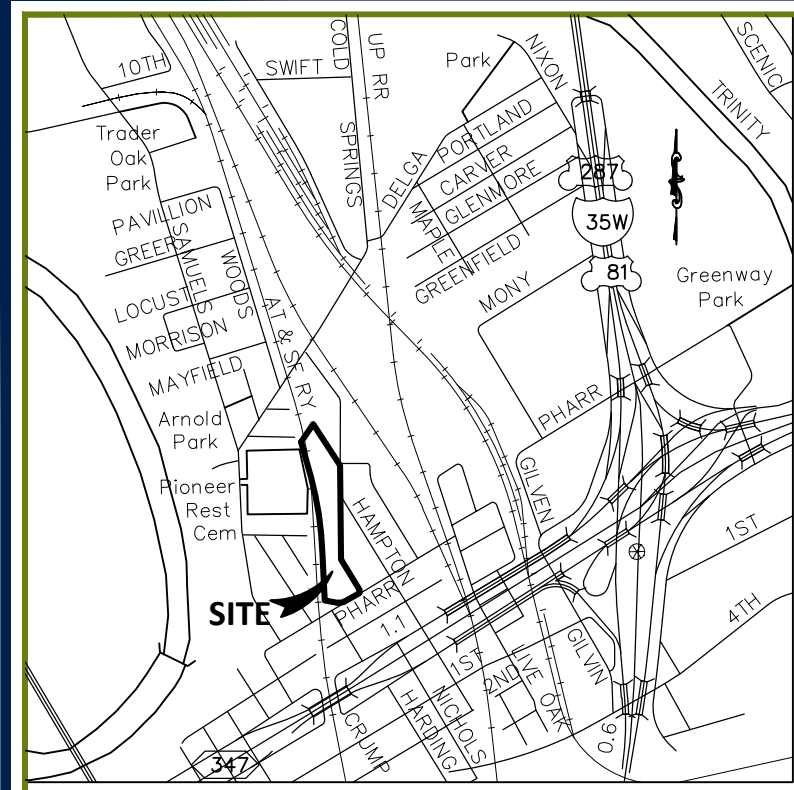 10TH
SWIFT
COLD
SPRINGS
UP RR
Park
NIXON
SCENIC
TRINITY
Trader
Oak
Park
DELGA
PORTLAND
CARVER
GLENMORE
MAPLE
GREENFIELD
287
35W
81
PAVILLION
GREER
SAMUELS
WOODS
LOCUST
MORRISON
MAYFIELD
AT & SF RY
MONY
Greenway
Park
Arnold
Park
PHARR
Pioneer
Rest
Cem
HAMPTON
GILVEN
SITE
PHARR
1.1
1ST
2ND
LIVE OAK
GILVIN
1ST
4TH
CRUMP
HARDING
NICHOLS
0.6
347